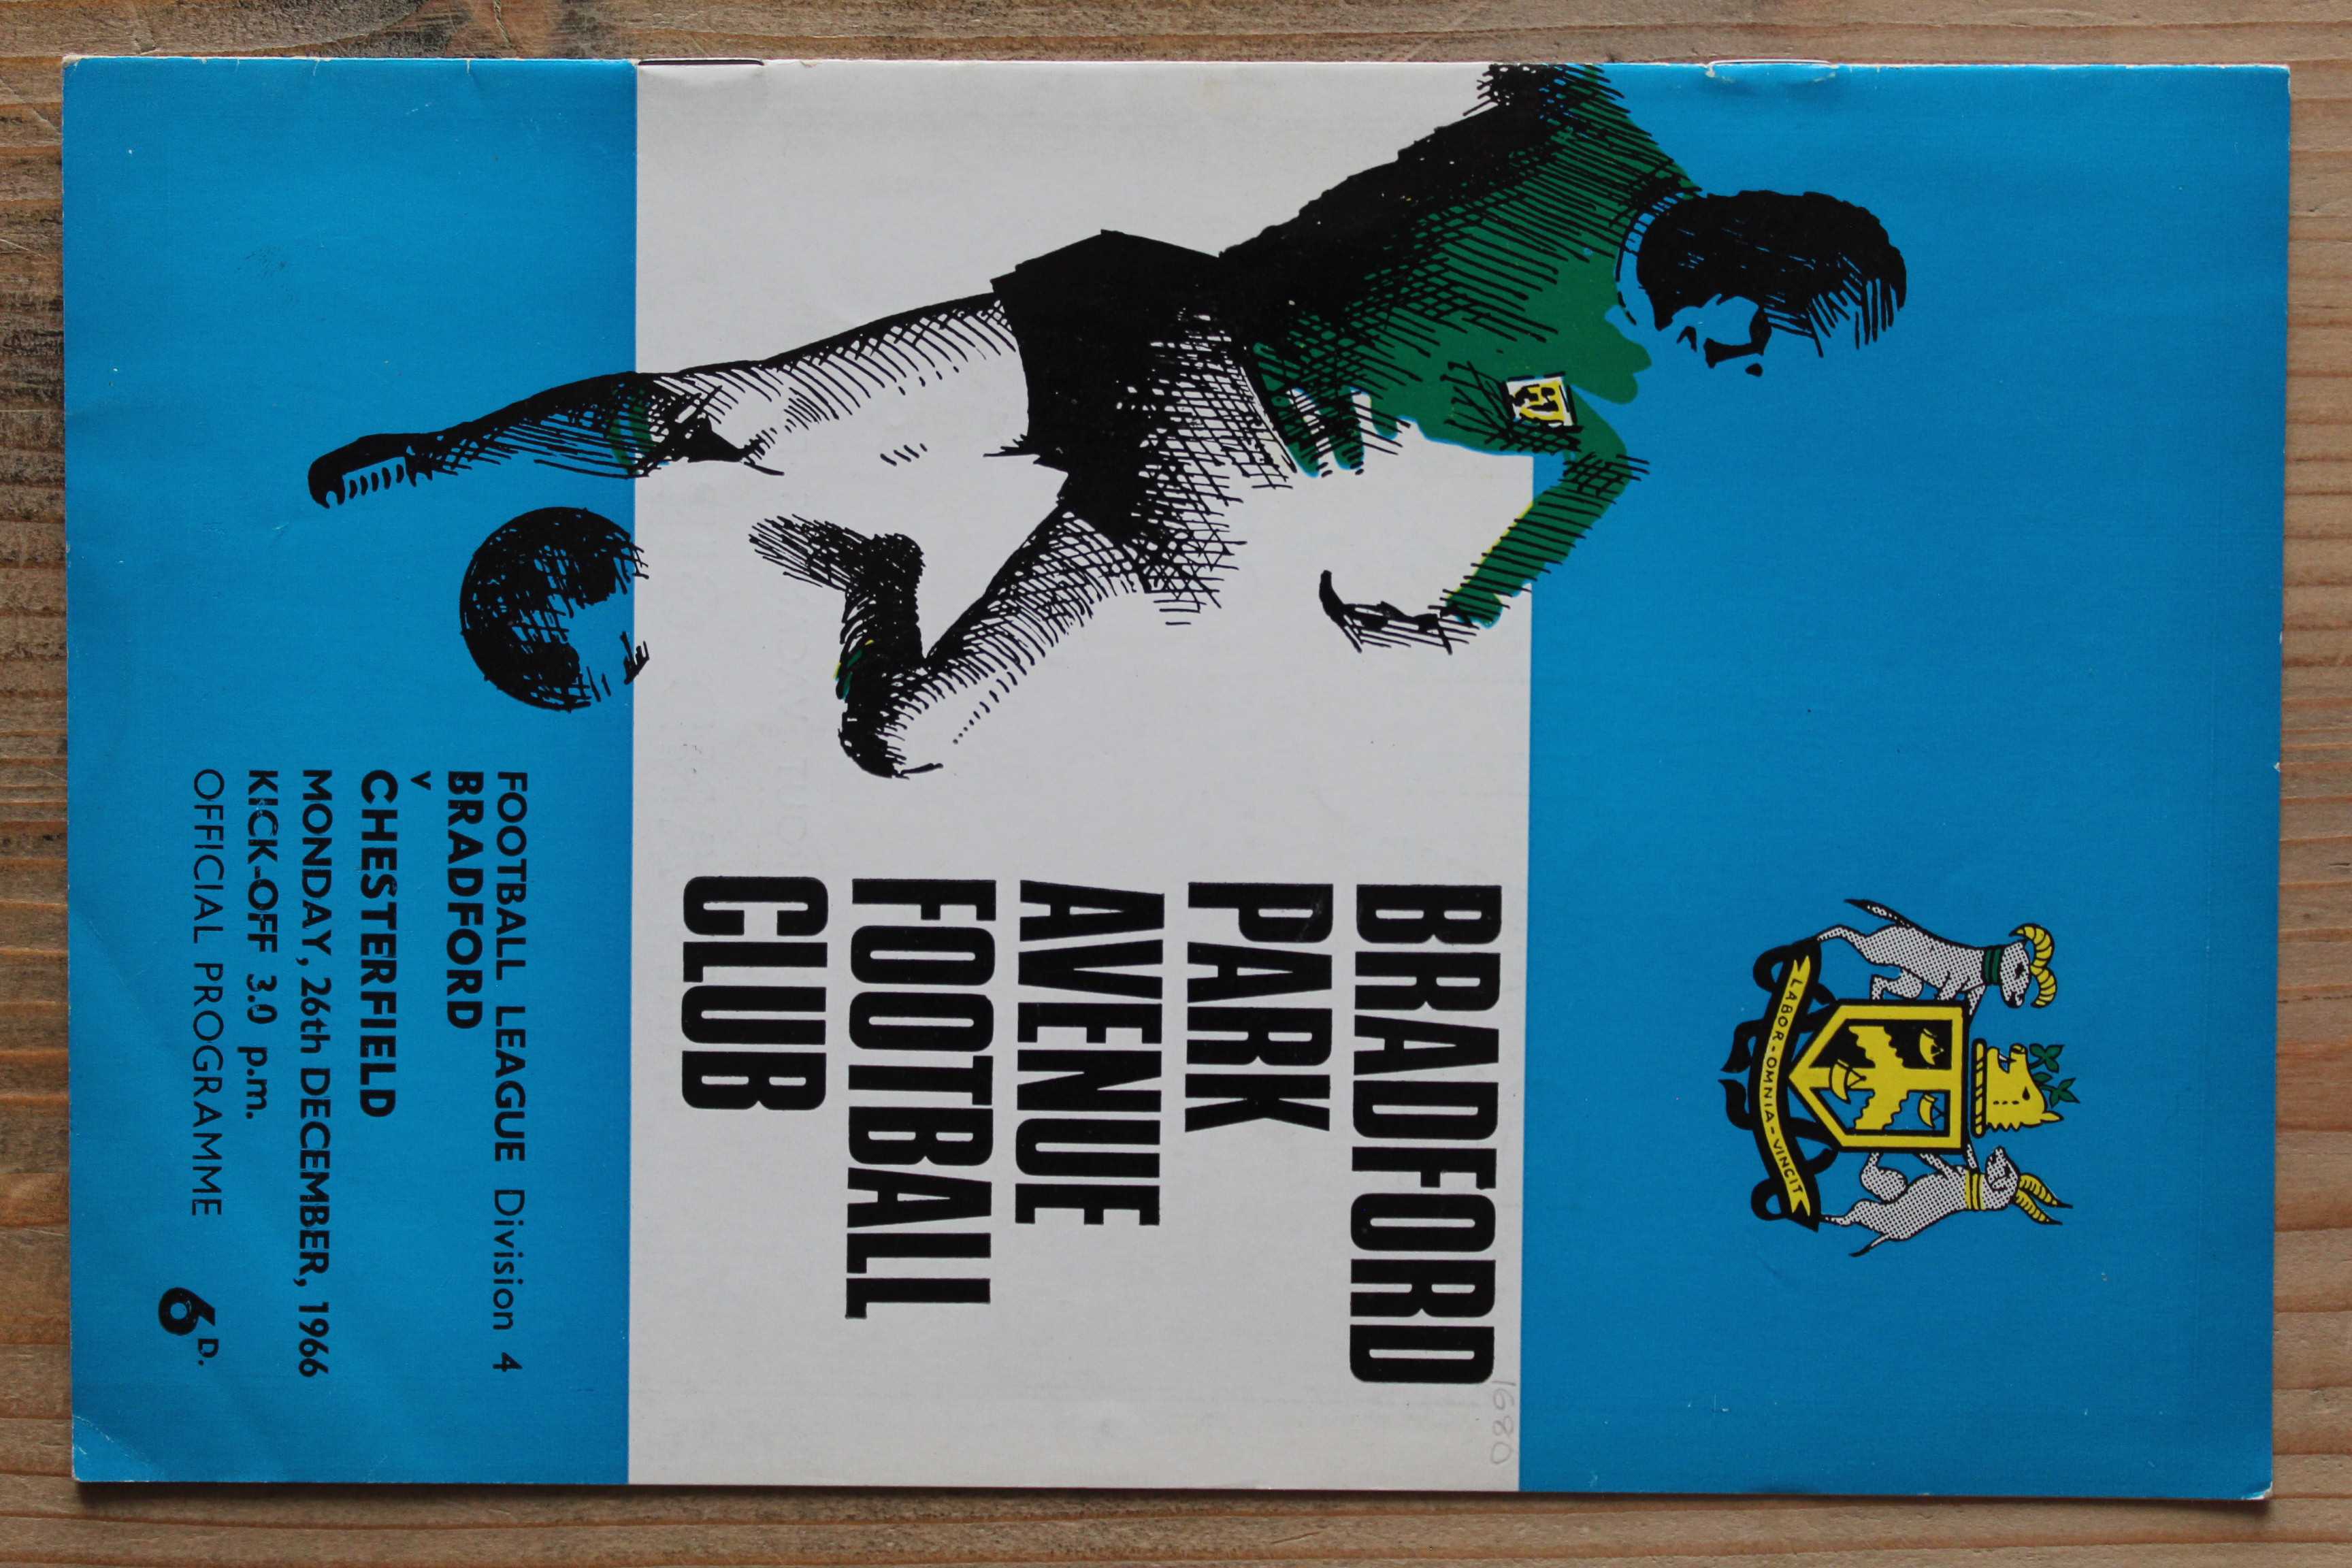 LABOR-OMNIA-VINCIT
BRADFORD
PARK
AVENUE
FOOTBALL
CLUB
1680
FOOTBALL LEAGUE Division 4
BRADFORD
v
CHESTERFIELD
MONDAY, 26th DECEMBER, 1966
KICK-OFF 3.0 p.m.
OFFICIAL PROGRAMME 6D.